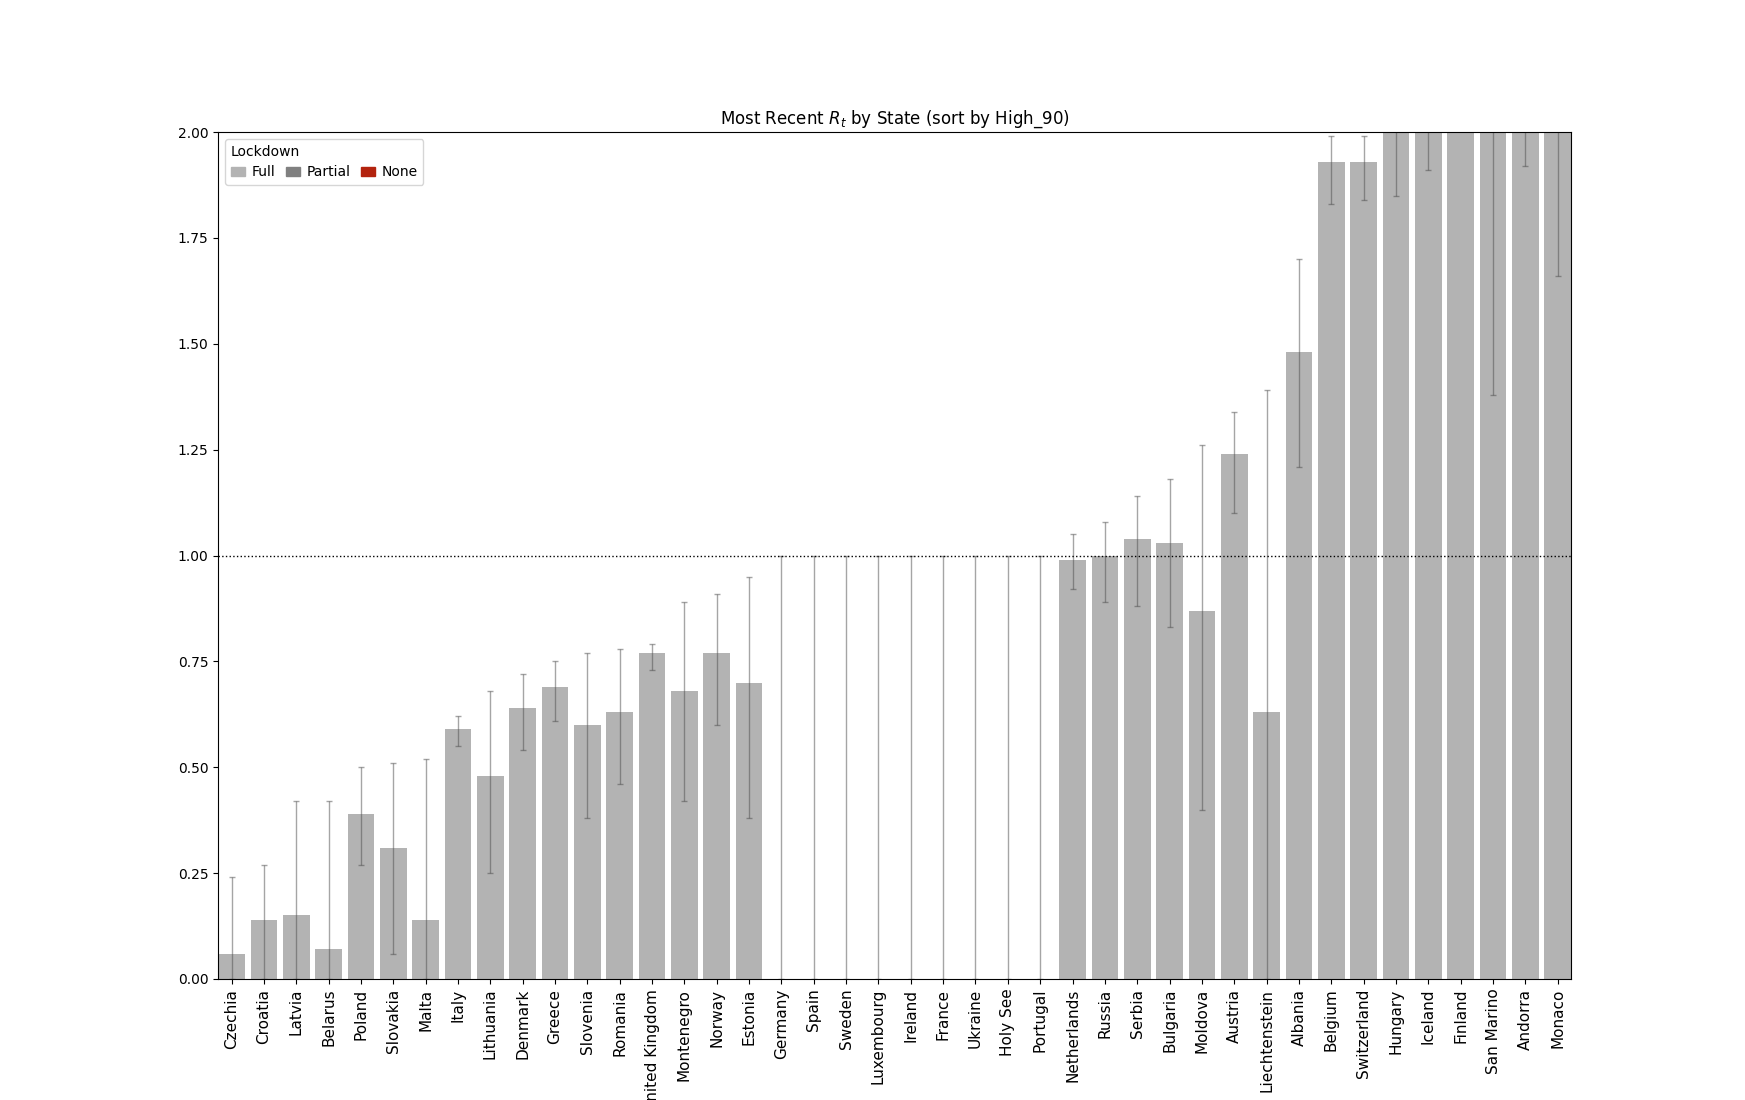 Most Recent R_t by State (sort by High_90)
Lockdown
Full Partial None
2.00
1.75
1.50
1.25
1.00
0.75
0.50
0.25
0.00
Czechia
Croatia
Latvia
Belarus
Poland
Slovakia
Malta
Italy
Lithuania
Denmark
Greece
Slovenia
Romania
nited Kingdom
Montenegro
Norway
Estonia
Germany
Spain
Sweden
Luxembourg
Ireland
France
Ukraine
Holy See
Portugal
Netherlands
Russia
Serbia
Bulgaria
Moldova
Austria
Liechtenstein
Albania
Belgium
Switzerland
Hungary
Iceland
Finland
San Marino
Andorra
Monaco